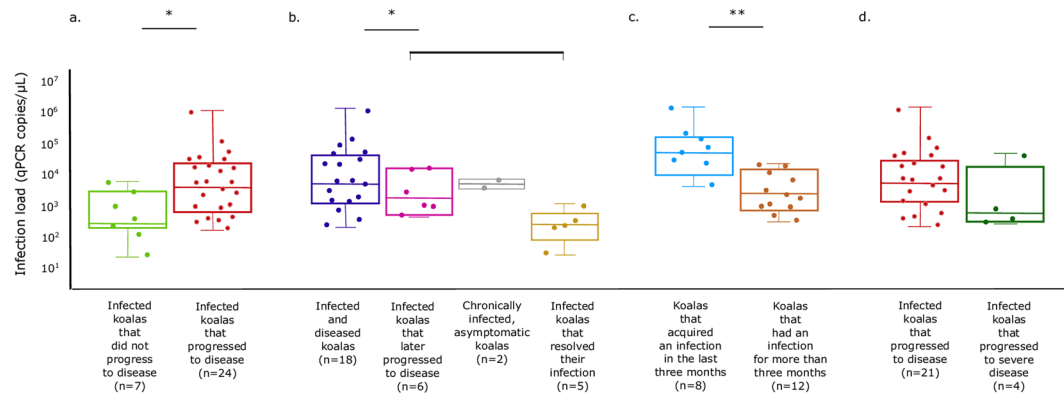 a.
*
b.
*
c.
**
d.
Infection load (qPCR copies/µL)
10⁷
10⁶
10⁵
10⁴
10³
10²
10¹
Infected
koalas
that
did not
progress
to disease
(n=7)
Infected
koalas
that
progressed
to disease
(n=24)
Infected
and
diseased
koalas
(n=18)
Infected
koalas
that
later
progressed
to disease
(n=6)
Chronically
infected,
asymptomatic
koalas
(n=2)
Infected
koalas
that
resolved
their
infection
(n=5)
Koalas
that
acquired
an infection
in the last
three months
(n=8)
Koalas
that
had an
infection
for more than
three months
(n=12)
Infected
koalas
that
progressed
to disease
(n=21)
Infected
koalas
that
progressed
to severe
disease
(n=4)